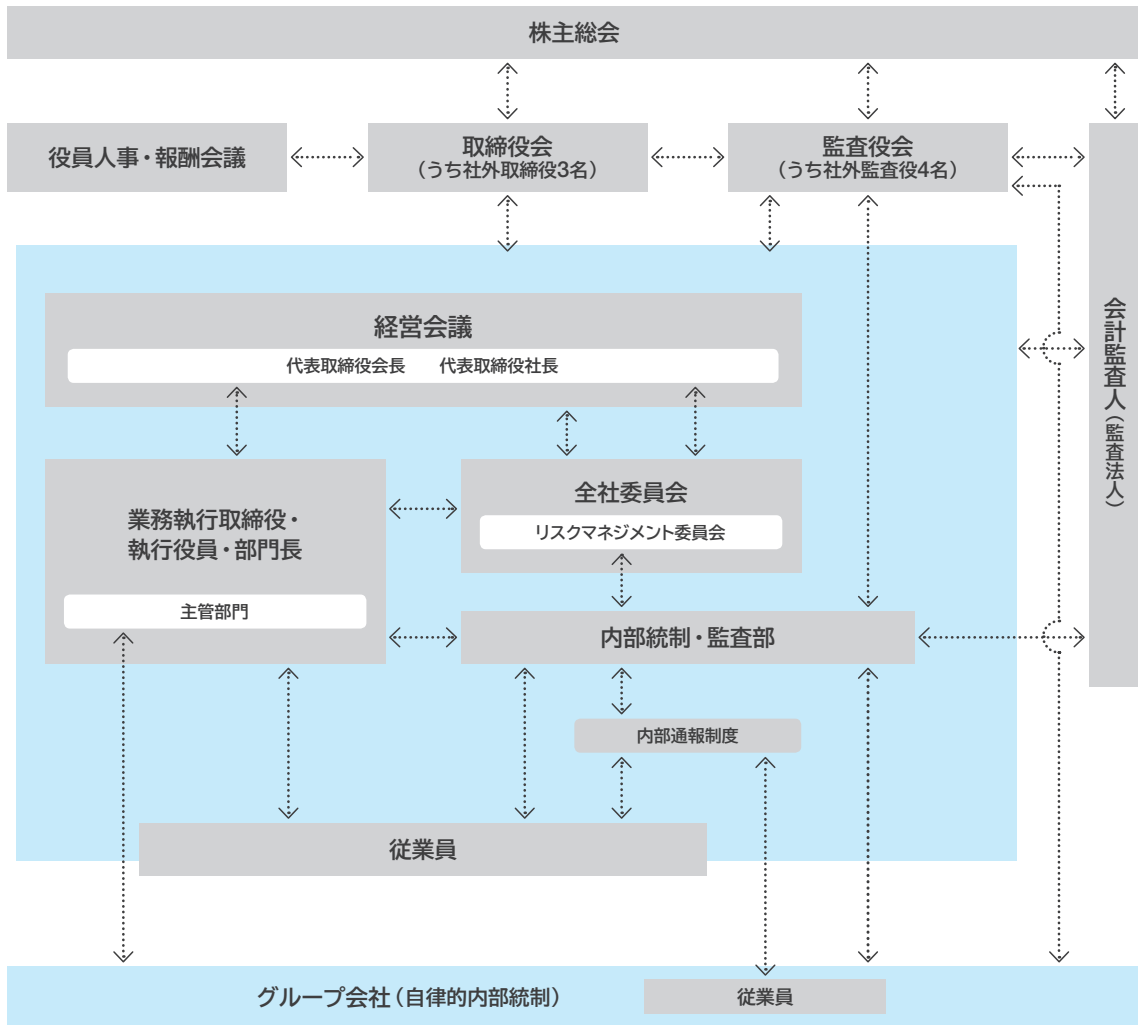 株主総会
役員人事・報酬会議
取締役会
（うち社外取締役3名）
監査役会
（うち社外監査役4名）
会計監査人（監査法人）
経営会議
代表取締役会長　代表取締役社長
業務執行取締役・
執行役員・部門長
主管部門
全社委員会
リスクマネジメント委員会
内部統制・監査部
内部通報制度
従業員
グループ会社（自律的内部統制）
従業員